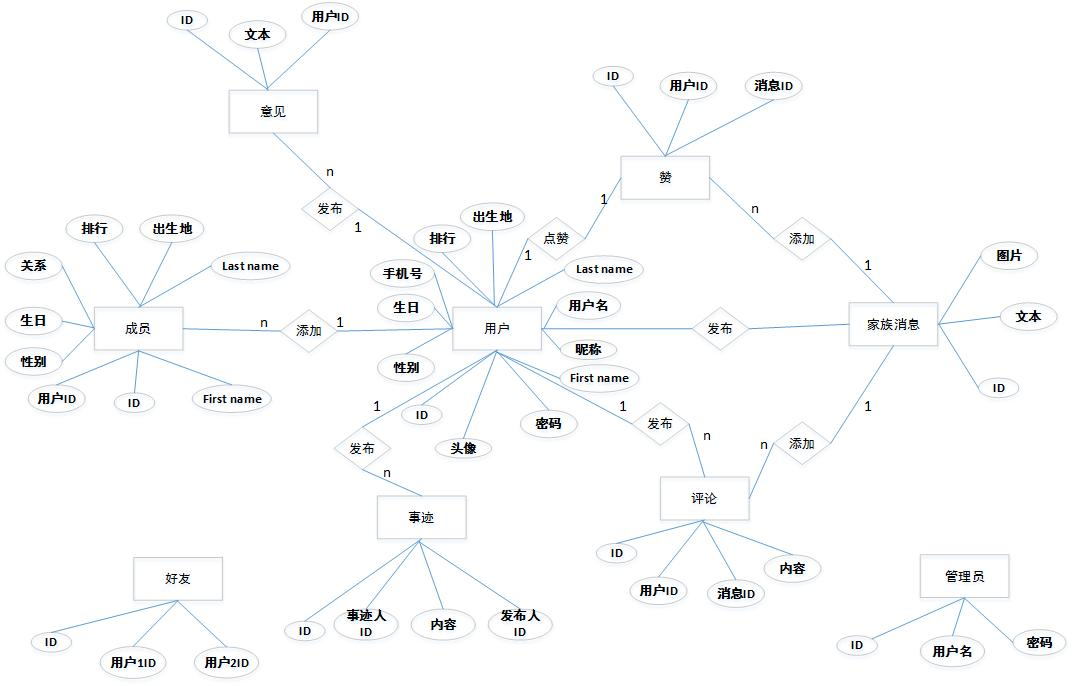 ID
文本
用户ID
意见
n
发布
1
ID
用户ID
消息ID
赞
1
点赞
1
n
添加
1
排行
出生地
关系
Last name
生日
成员
性别
用户ID
ID
First name
n
添加
1
出生地
排行
手机号
Last name
生日
用户名
用户
昵称
性别
First name
ID
密码
头像
发布
图片
文本
家族消息
ID
1
发布
n
1
发布
n
1
添加
n
事迹
ID
事迹人
ID
内容
发布人
ID
评论
ID
用户ID
消息ID
内容
好友
ID
用户1ID
用户2ID
管理员
ID
用户名
密码